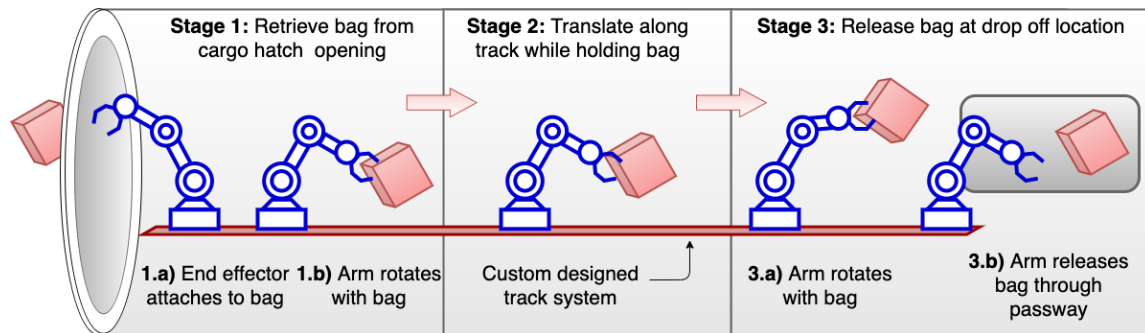 Stage 1: Retrieve bag from
cargo hatch opening
Stage 2: Translate along
track while holding bag
Stage 3: Release bag at drop off location
1.a) End effector
attaches to bag
1.b) Arm rotates
with bag
Custom designed
track system
3.a) Arm rotates
with bag
3.b) Arm releases
bag through
passway